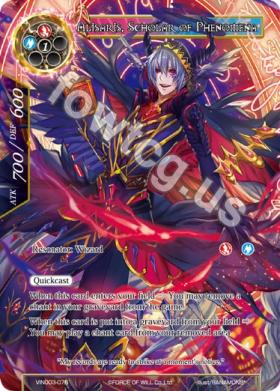 Alisaris, Scholar of Phenomena
1
ATK 700/ DEF 600
fowtcg.us
Resonator: Wizard
Quickcast
When this card enters your field ⇒ You may remove a
chant in your graveyard from the game.
When this card is put into a graveyard from your field ⇒
You may play a chant card from your removed area
"My records are ready to strike at a moment's notice."
VIN003-076
©FORCE OF WILL Co.,Ltd.